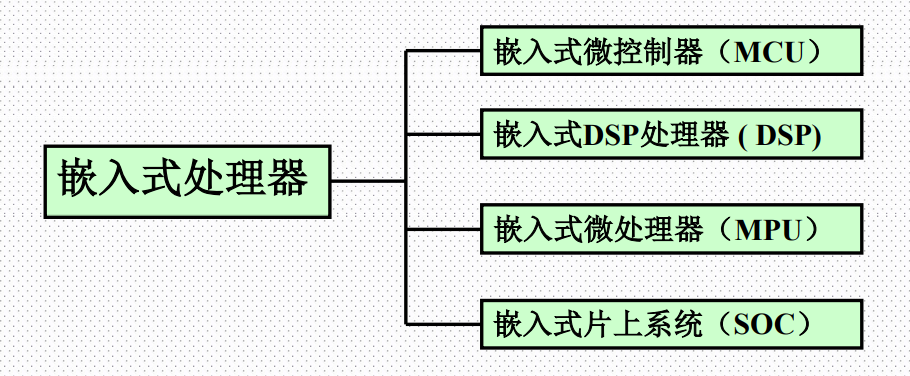 嵌入式处理器
嵌入式微控制器（MCU）
嵌入式DSP处理器 ( DSP)
嵌入式微处理器（MPU）
嵌入式片上系统（SOC）